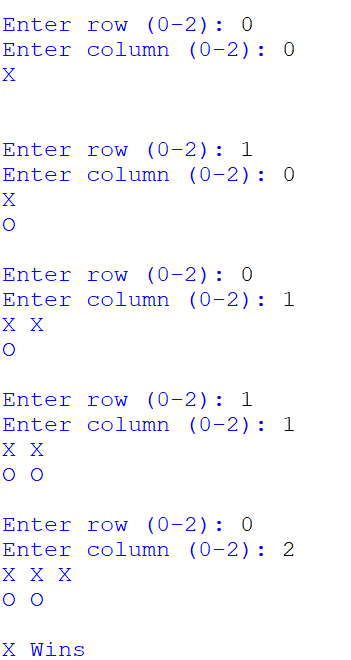 Enter row (0-2): 0
Enter column (0-2): 0
X
Enter row (0-2): 1
Enter column (0-2): 0
X
O
Enter row (0-2): 0
Enter column (0-2): 1
X X
O
Enter row (0-2): 1
Enter column (0-2): 1
X X
O O
Enter row (0-2): 0
Enter column (0-2): 2
X X X
O O
X Wins